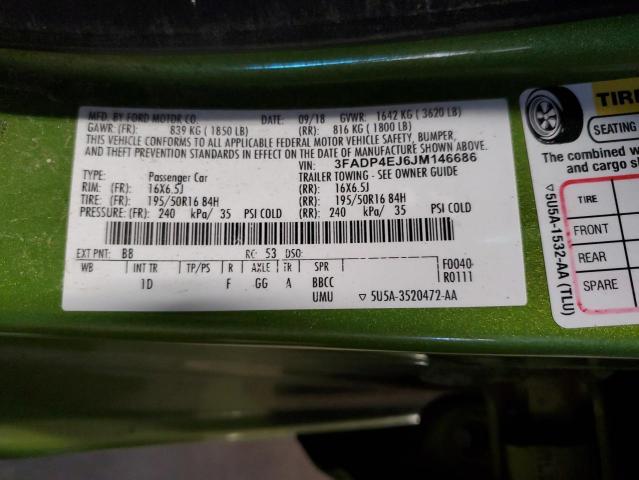 MFD. BY FORD MOTOR CO. DATE: 09/18 GVWR: 1642 KG ( 3620 LB)
GAWR: (FR): 839 KG ( 1850 LB) (RR): 816 KG ( 1800 LB)
THIS VEHICLE CONFORMS TO ALL APPLICABLE FEDERAL MOTOR VEHICLE SAFETY, BUMPER,
AND THEFT PREVENTION STANDARDS IN EFFECT ON THE DATE OF MANUFACTURE SHOWN ABOVE.
VIN: 3FADP4EJ6JM146686
TYPE: Passenger Car TRAILER TOWING - SEE OWNER GUIDE
RIM: (FR) 16X6.5J (RR): 16X6.5J
TIRE: (FR) 195/50R16 84H (RR): 195/50R16 84H
PRESSURE: (FR) 240 kPa/ 35 PSI COLD (RR): 240 kPa/ 35 PSI COLD
EXT PNT: BB RC: 53 DSO:
WB INT TR TP/PS R AXLE TR SPR
1D F GG A BBCC
UMU
F0040
R0111
▽ 5U5A-3520472-AA
TIRE
SEATING
The combined w
and cargo sh
TIRE
FRONT
REAR
SPARE
▽ 5U5A-1532-AA (TLU)